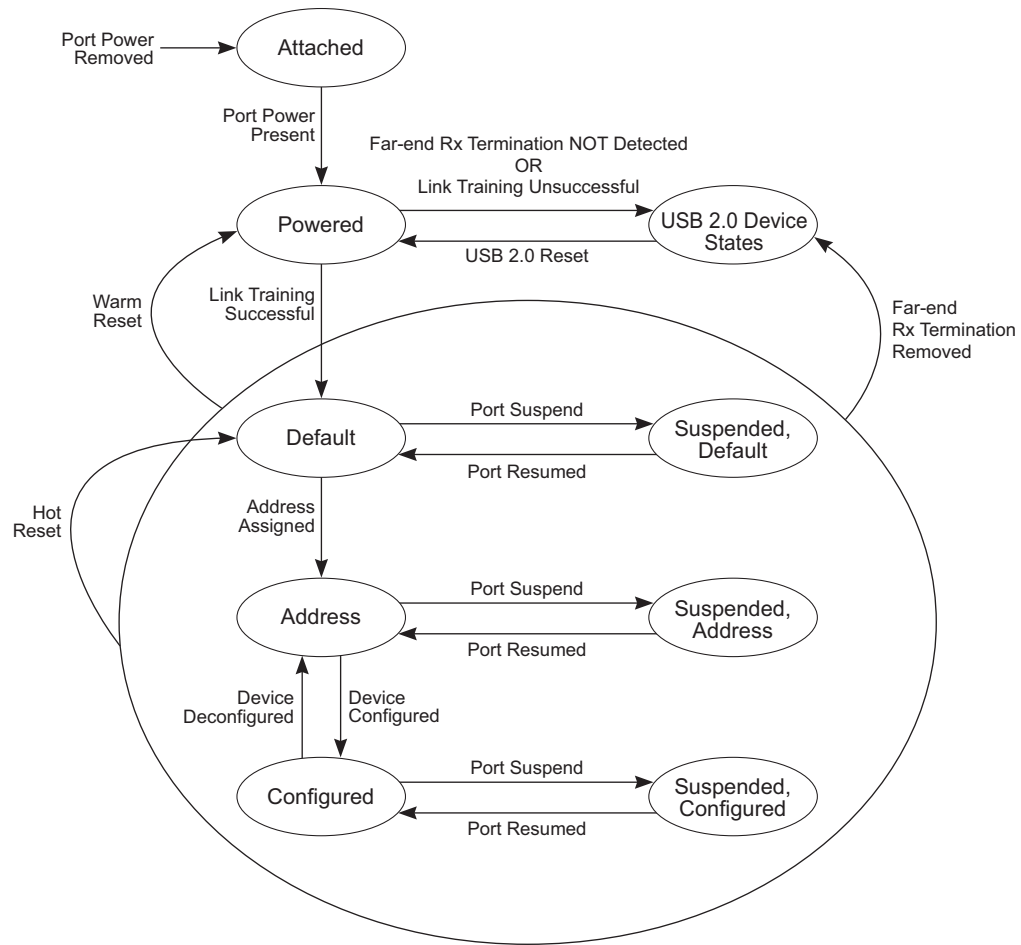 Port Power
Removed
Attached
Port Power
Present
Far-end Rx Termination NOT Detected
OR
Link Training Unsuccessful
Powered
USB 2.0 Device
States
USB 2.0 Reset
Warm
Reset
Link Training
Successful
Far-end
Rx Termination
Removed
Default
Port Suspend
Suspended,
Default
Port Resumed
Hot
Reset
Address
Assigned
Address
Port Suspend
Suspended,
Address
Port Resumed
Device
Deconfigured
Device
Configured
Configured
Port Suspend
Suspended,
Configured
Port Resumed